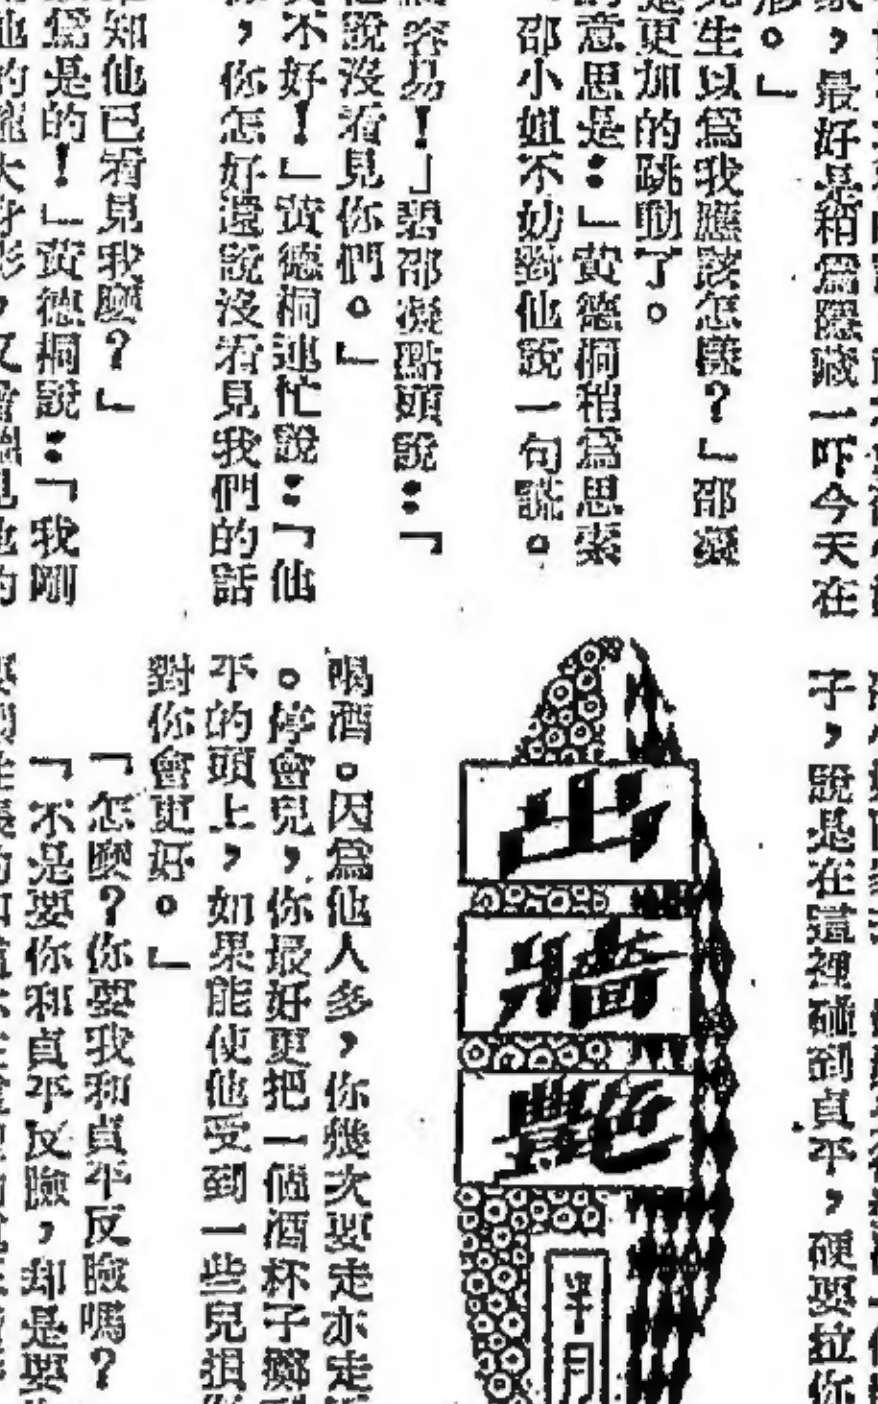 家，最好是稍為隱藏一吓今天在
形。」
先生以為我應該怎樣？」邵凝
是更加的跳動了。
的意思是：」黃德桐稍為思索
，邵小姐不妨對他說一句謊。
容易！」碧邵凝點頭說：「
他說沒看見你們。」
不好！」黃德桐連忙說：「他
，你怎好還說沒看見我們的話
知他已看見我麼？」
為是的！」黃德桐說：「我剛
他的龐大身影，又會
子，說是在這裡碰到貞平，硬要拉你
出牆艷
半月
喝酒。因為他人多，你幾次要走亦走
。停會兒，你最好更把一個酒杯子擲
平的頭上，如果能使他受到一些兒損
對你會更好。」
「怎麼？你要我和貞平反臉嗎？
「不是要你和貞平反臉，却是要